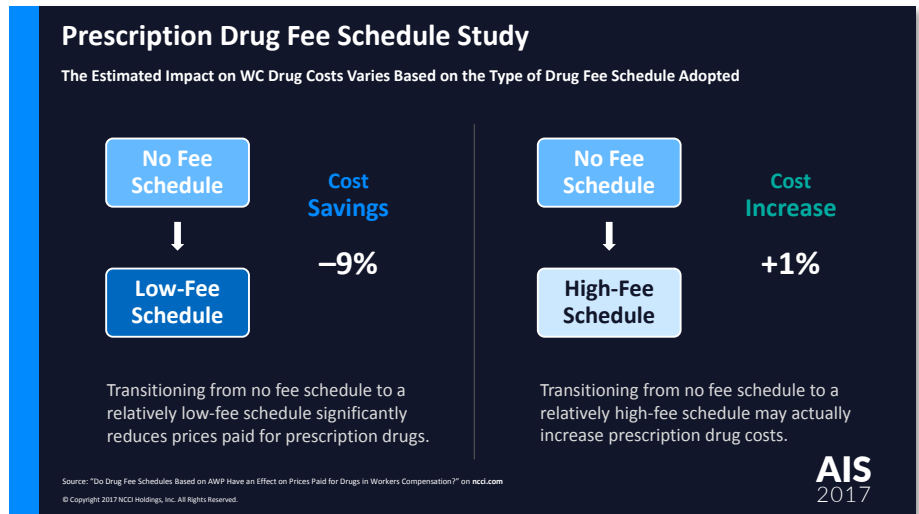 Prescription Drug Fee Schedule Study
The Estimated Impact on WC Drug Costs Varies Based on the Type of Drug Fee Schedule Adopted
No Fee
Schedule
Cost
Savings
–9%
Low-Fee
Schedule
Transitioning from no fee schedule to a
relatively low-fee schedule significantly
reduces prices paid for prescription drugs.
No Fee
Schedule
Cost
Increase
+1%
High-Fee
Schedule
Transitioning from no fee schedule to a
relatively high-fee schedule may actually
increase prescription drug costs.
Source: "Do Drug Fee Schedules Based on AWP Have an Effect on Prices Paid for Drugs in Workers Compensation?" on ncci.com
© Copyright 2017 NCCI Holdings, Inc. All Rights Reserved.
AIS
2017